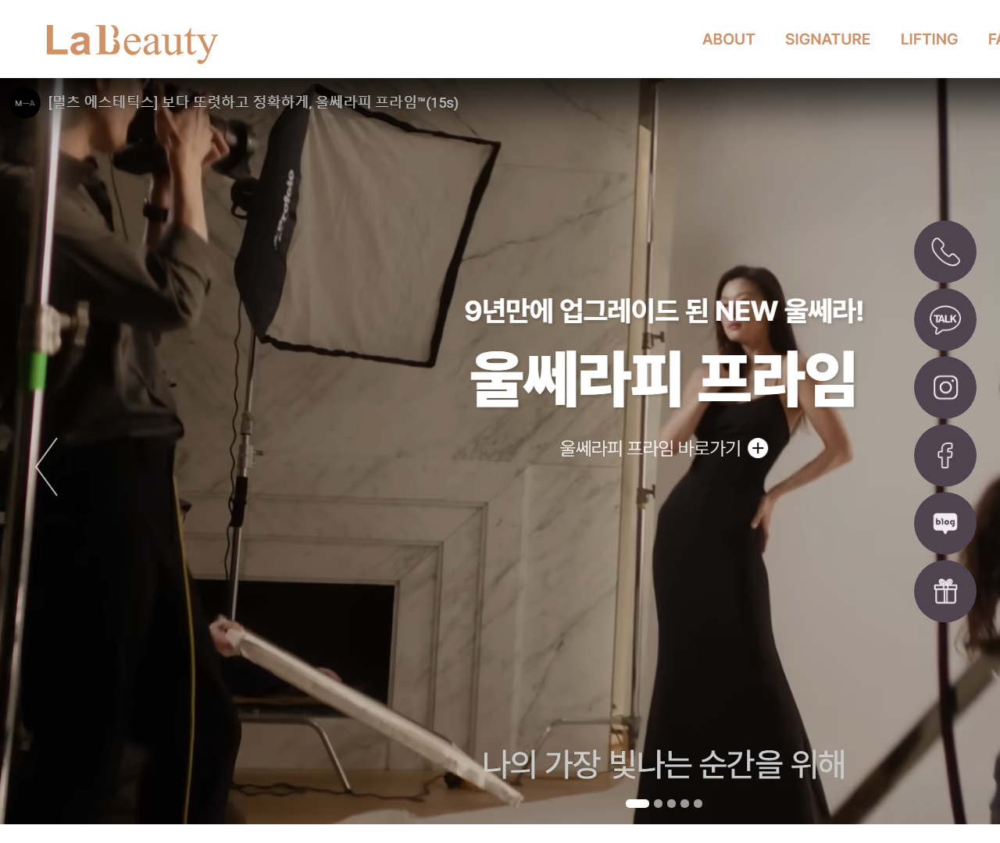 LaBeauty
ABOUT SIGNATURE LIFTING FA
M—A [멀츠 에스테틱스] 보다 또렷하고 정확하게, 울쎄라피 프라임™(15s)
Profoto
9년만에 업그레이드 된 NEW 울쎄라!
울쎄라피 프라임
울쎄라피 프라임 바로가기
TALK
blog
나의 가장 빛나는 순간을 위해